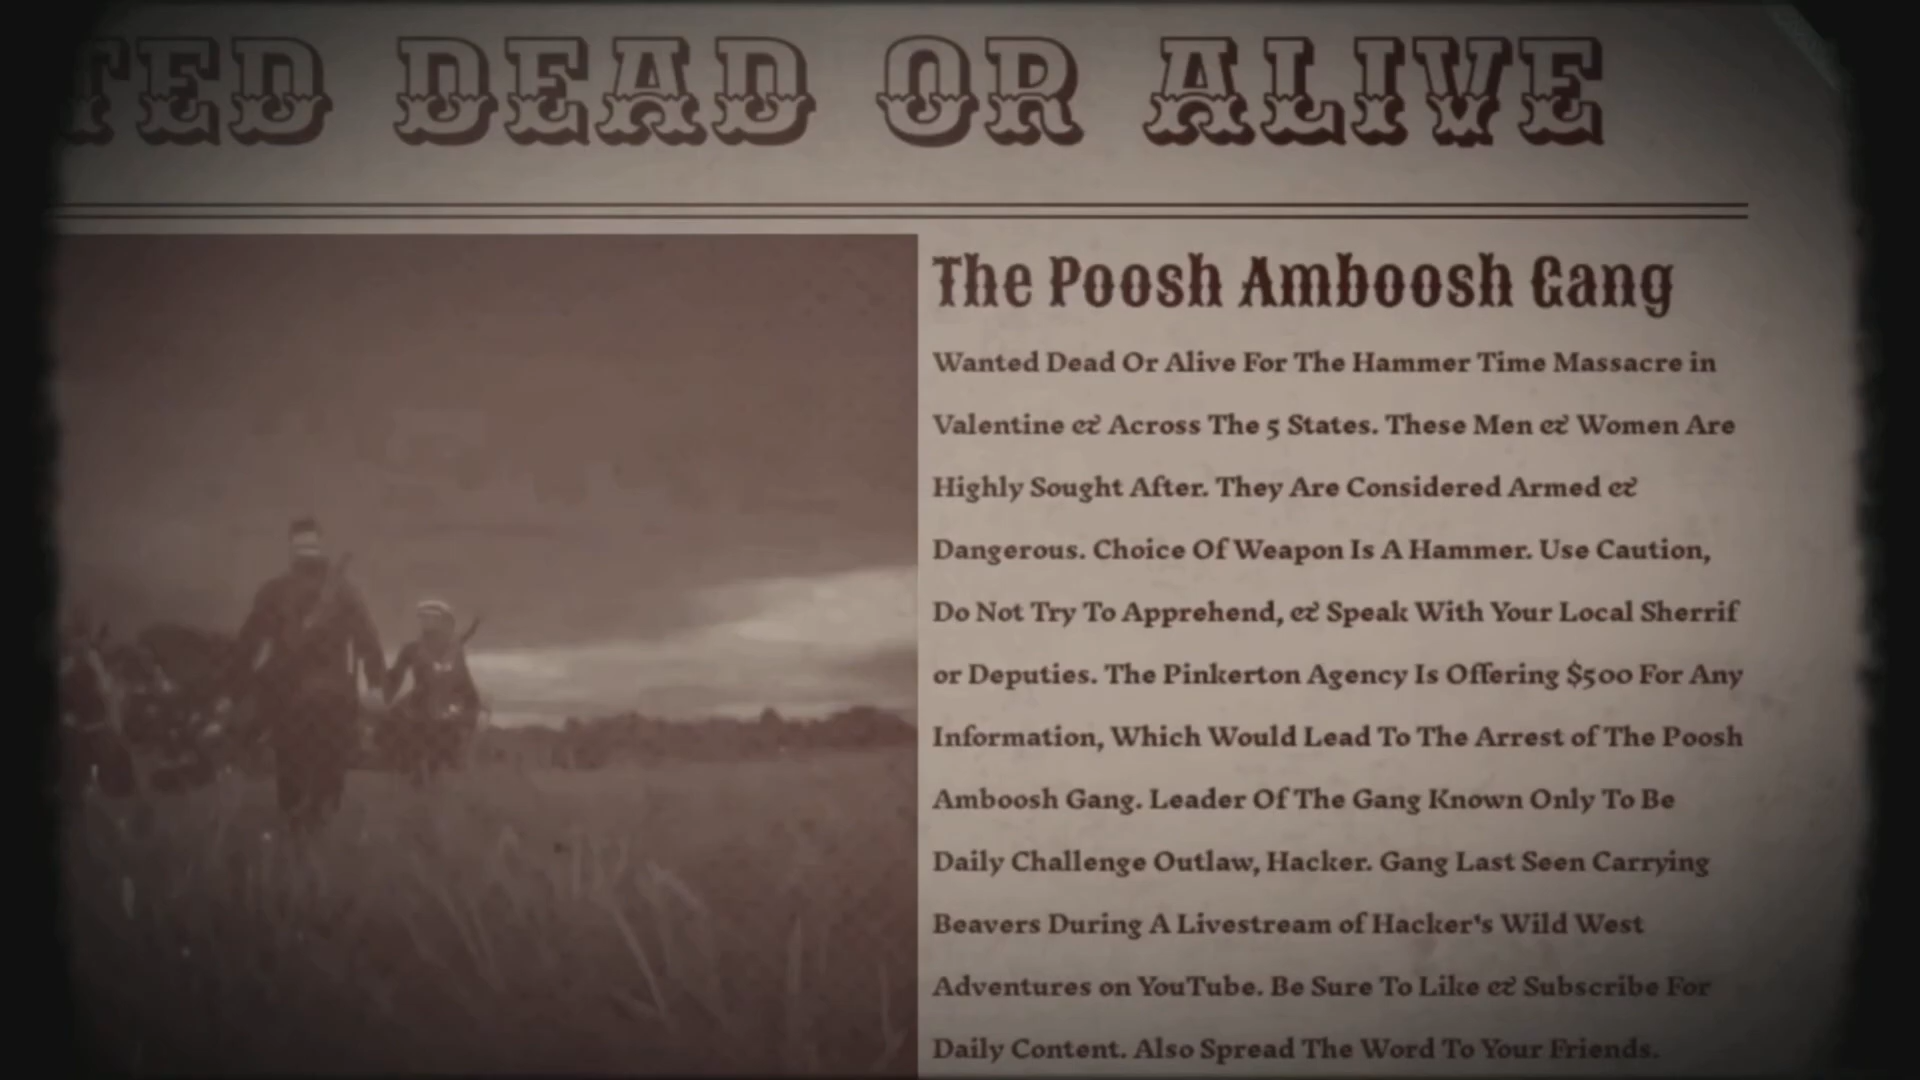 TED DEAD OR ALIVE
The Poosh Amboosh Gang
Wanted Dead Or Alive For The Hammer Time Massacre in
Valentine & Across The 5 States. These Men & Women Are
Highly Sought After. They Are Considered Armed &
Dangerous. Choice Of Weapon Is A Hammer. Use Caution,
Do Not Try To Apprehend, & Speak With Your Local Sherrif
or Deputies. The Pinkerton Agency Is Offering $500 For Any
Information, Which Would Lead To The Arrest of The Poosh
Amboosh Gang. Leader Of The Gang Known Only To Be
Daily Challenge Outlaw, Hacker. Gang Last Seen Carrying
Beavers During A Livestream of Hacker's Wild West
Adventures on YouTube. Be Sure To Like & Subscribe For
Daily Content. Also Spread The Word To Your Friends.